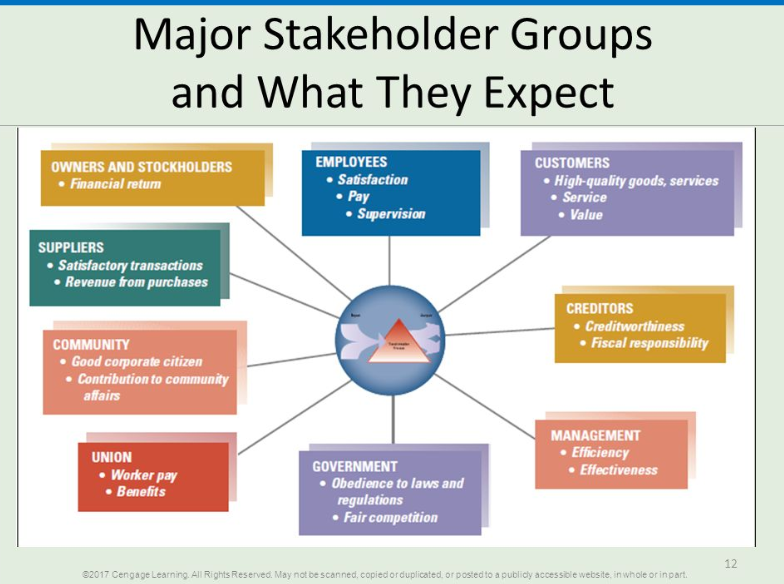 Major Stakeholder Groups
and What They Expect
OWNERS AND STOCKHOLDERS
• Financial return
EMPLOYEES
• Satisfaction
• Pay
• Supervision
CUSTOMERS
• High-quality goods, services
• Service
• Value
SUPPLIERS
• Satisfactory transactions
• Revenue from purchases
CREDITORS
• Creditworthiness
• Fiscal responsibility
COMMUNITY
• Good corporate citizen
• Contribution to community
affairs
MANAGEMENT
• Efficiency
• Effectiveness
UNION
• Worker pay
• Benefits
GOVERNMENT
• Obedience to laws and
regulations
• Fair competition
12
©2017 Cengage Learning. All Rights Reserved. May not be scanned, copied or duplicated, or posted to a publicly accessible website, in whole or in part.